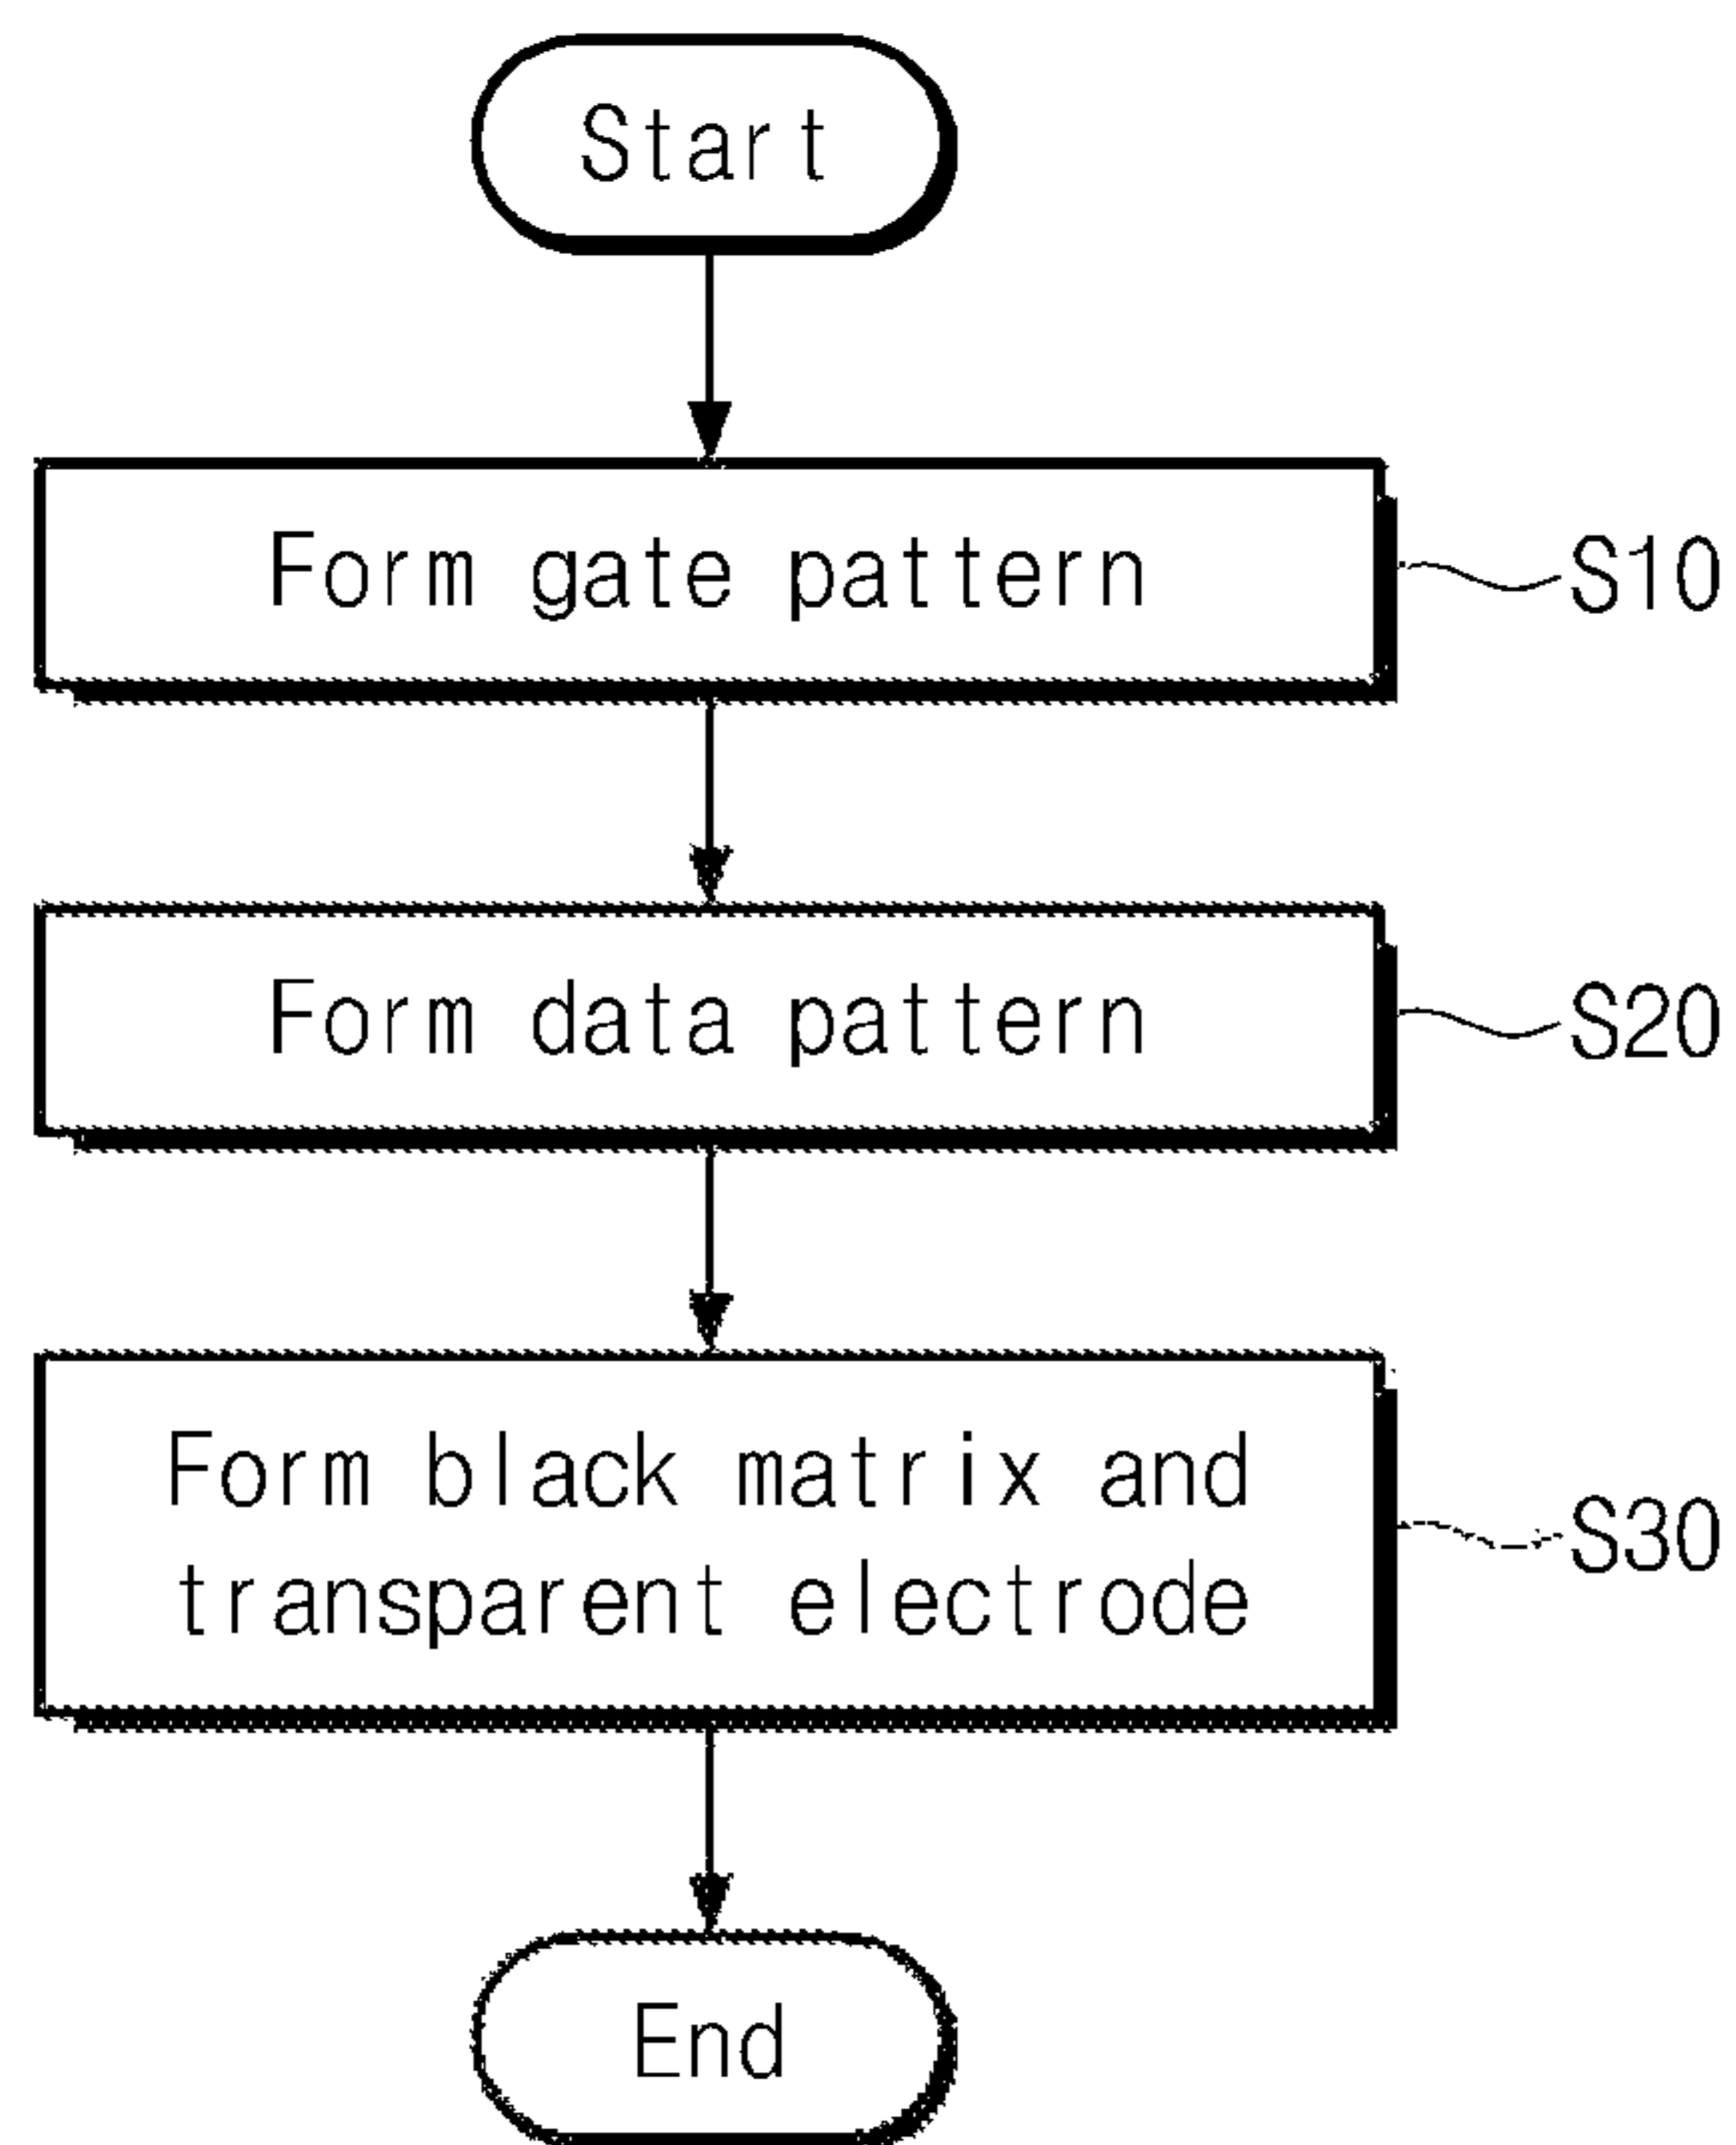 Start
Form gate pattern
S10
Form data pattern
S20
Form black matrix and
transparent electrode
S30
End